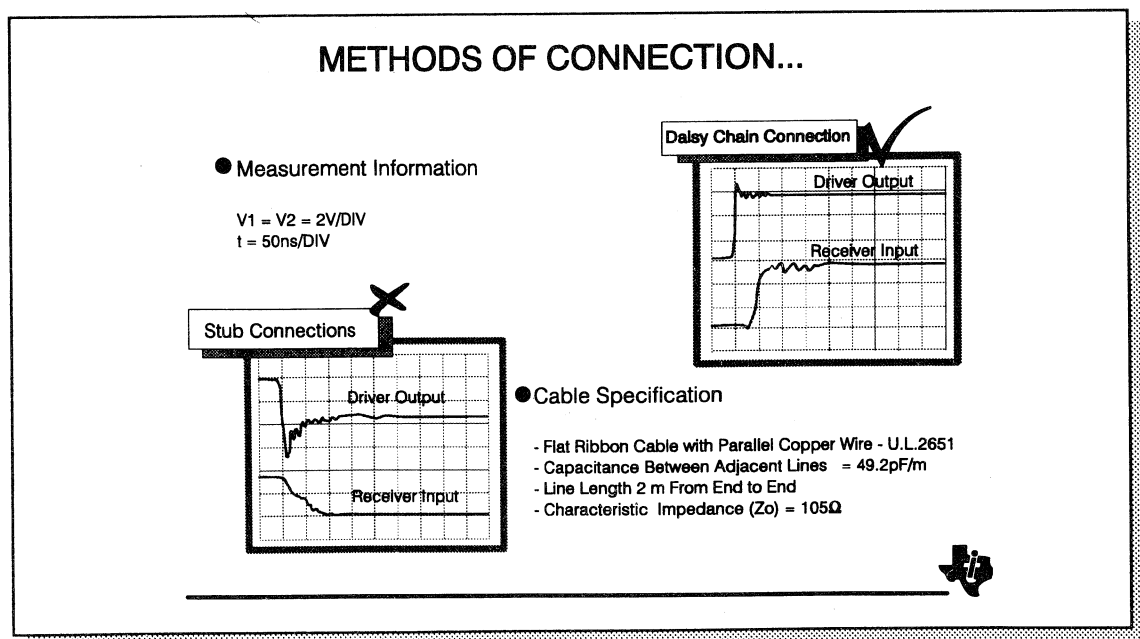 METHODS OF CONNECTION...
Daisy Chain Connection
Driver Output
Receiver Input
● Measurement Information
V1 = V2 = 2V/DIV
t = 50ns/DIV
Stub Connections
Driver Output
Receiver Input
● Cable Specification
- Flat Ribbon Cable with Parallel Copper Wire - U.L.2651
- Capacitance Between Adjacent Lines = 49.2pF/m
- Line Length 2 m From End to End
- Characteristic Impedance (Zo) = 105Ω